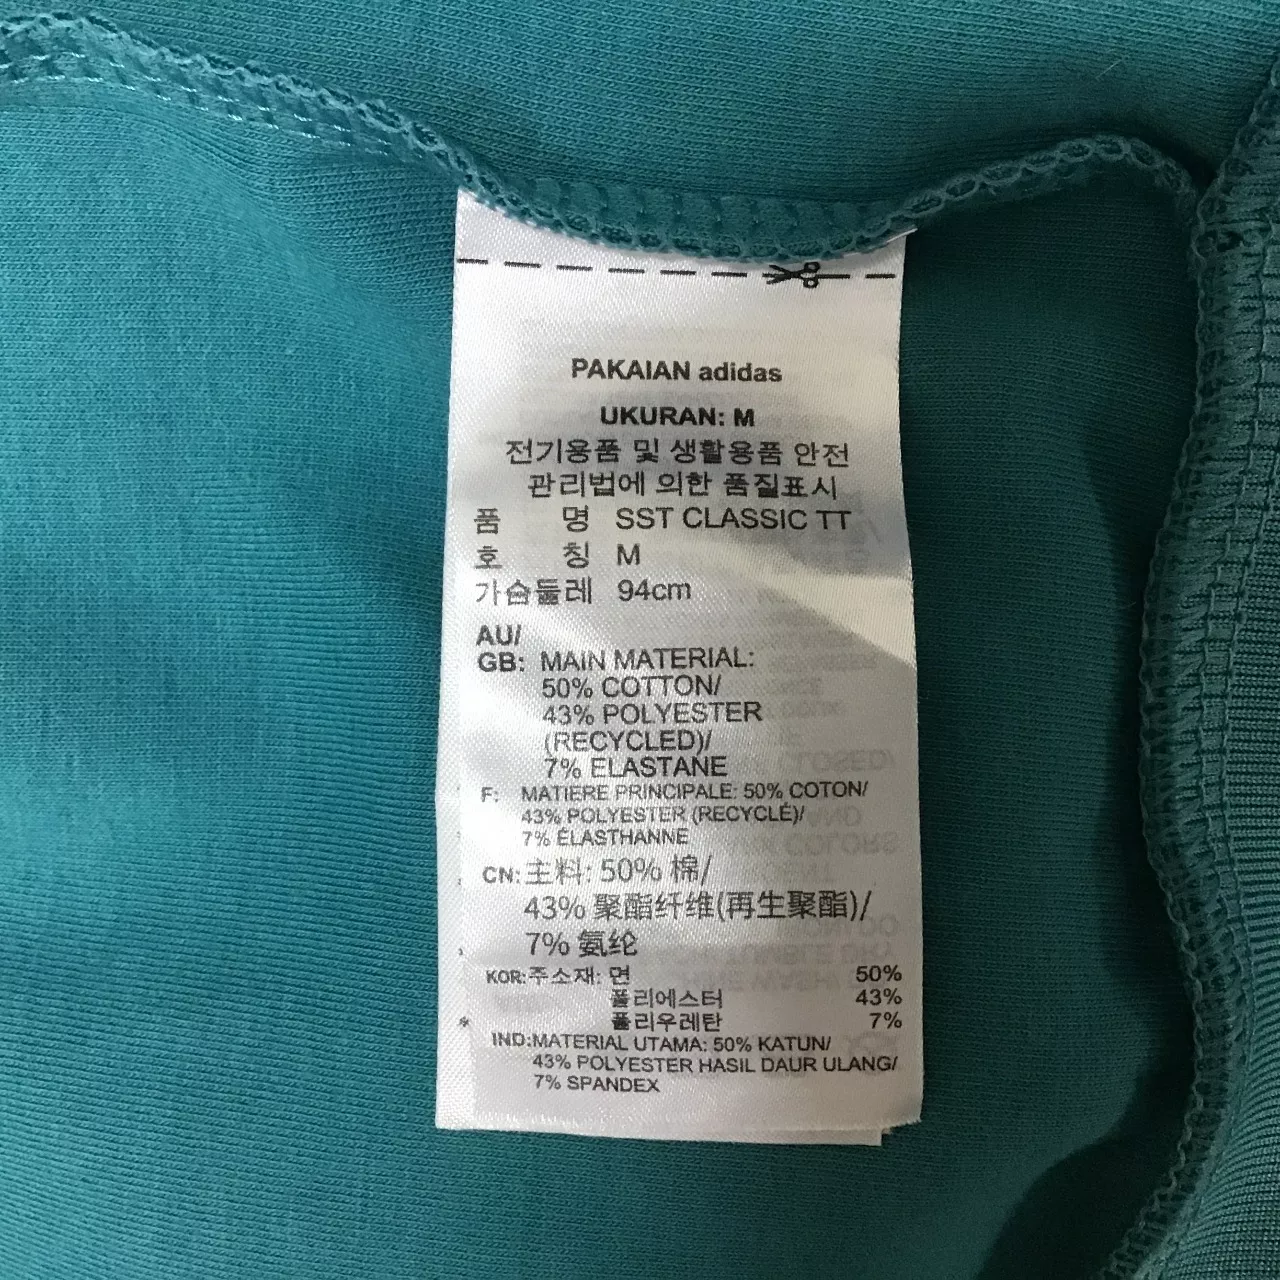 PAKAIAN adidas
UKURAN: M
전기용품 및 생활용품 안전
관리법에 의한 품질표시
품 명 SST CLASSIC TT
호 칭 M
가슴둘레 94cm
AU/
GB: MAIN MATERIAL:
50% COTTON/
43% POLYESTER
(RECYCLED)/
7% ELASTANE
F: MATIERE PRINCIPALE: 50% COTON/
43% POLYESTER (RECYCLÉ)/
7% ÉLASTHANNE
CN: 主料: 50% 棉/
43% 聚酯纤维(再生聚酯)/
7% 氨纶
KOR: 주소재: 면 50%
폴리에스터 43%
폴리우레탄 7%
IND:MATERIAL UTAMA: 50% KATUN/
43% POLYESTER HASIL DAUR ULANG/
7% SPANDEX